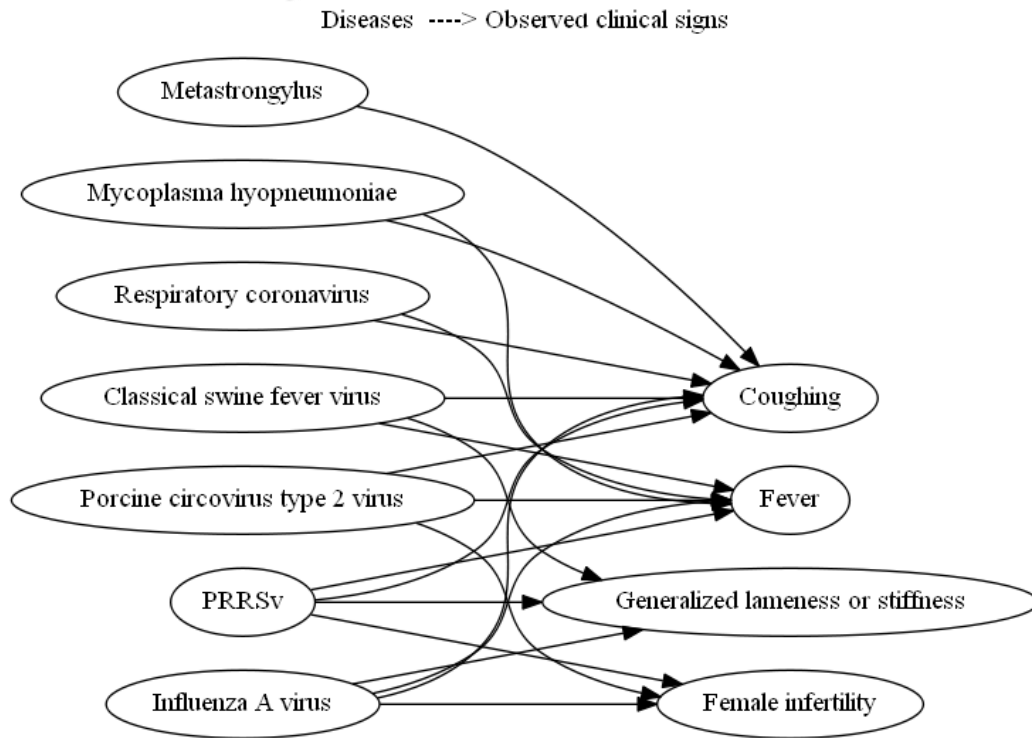 Diseases ----> Observed clinical signs
Metastrongylus
Mycoplasma hyopneumoniae
Respiratory coronavirus
Classical swine fever virus
Coughing
Porcine circovirus type 2 virus
Fever
PRRSv
Generalized lameness or stiffness
Influenza A virus
Female infertility